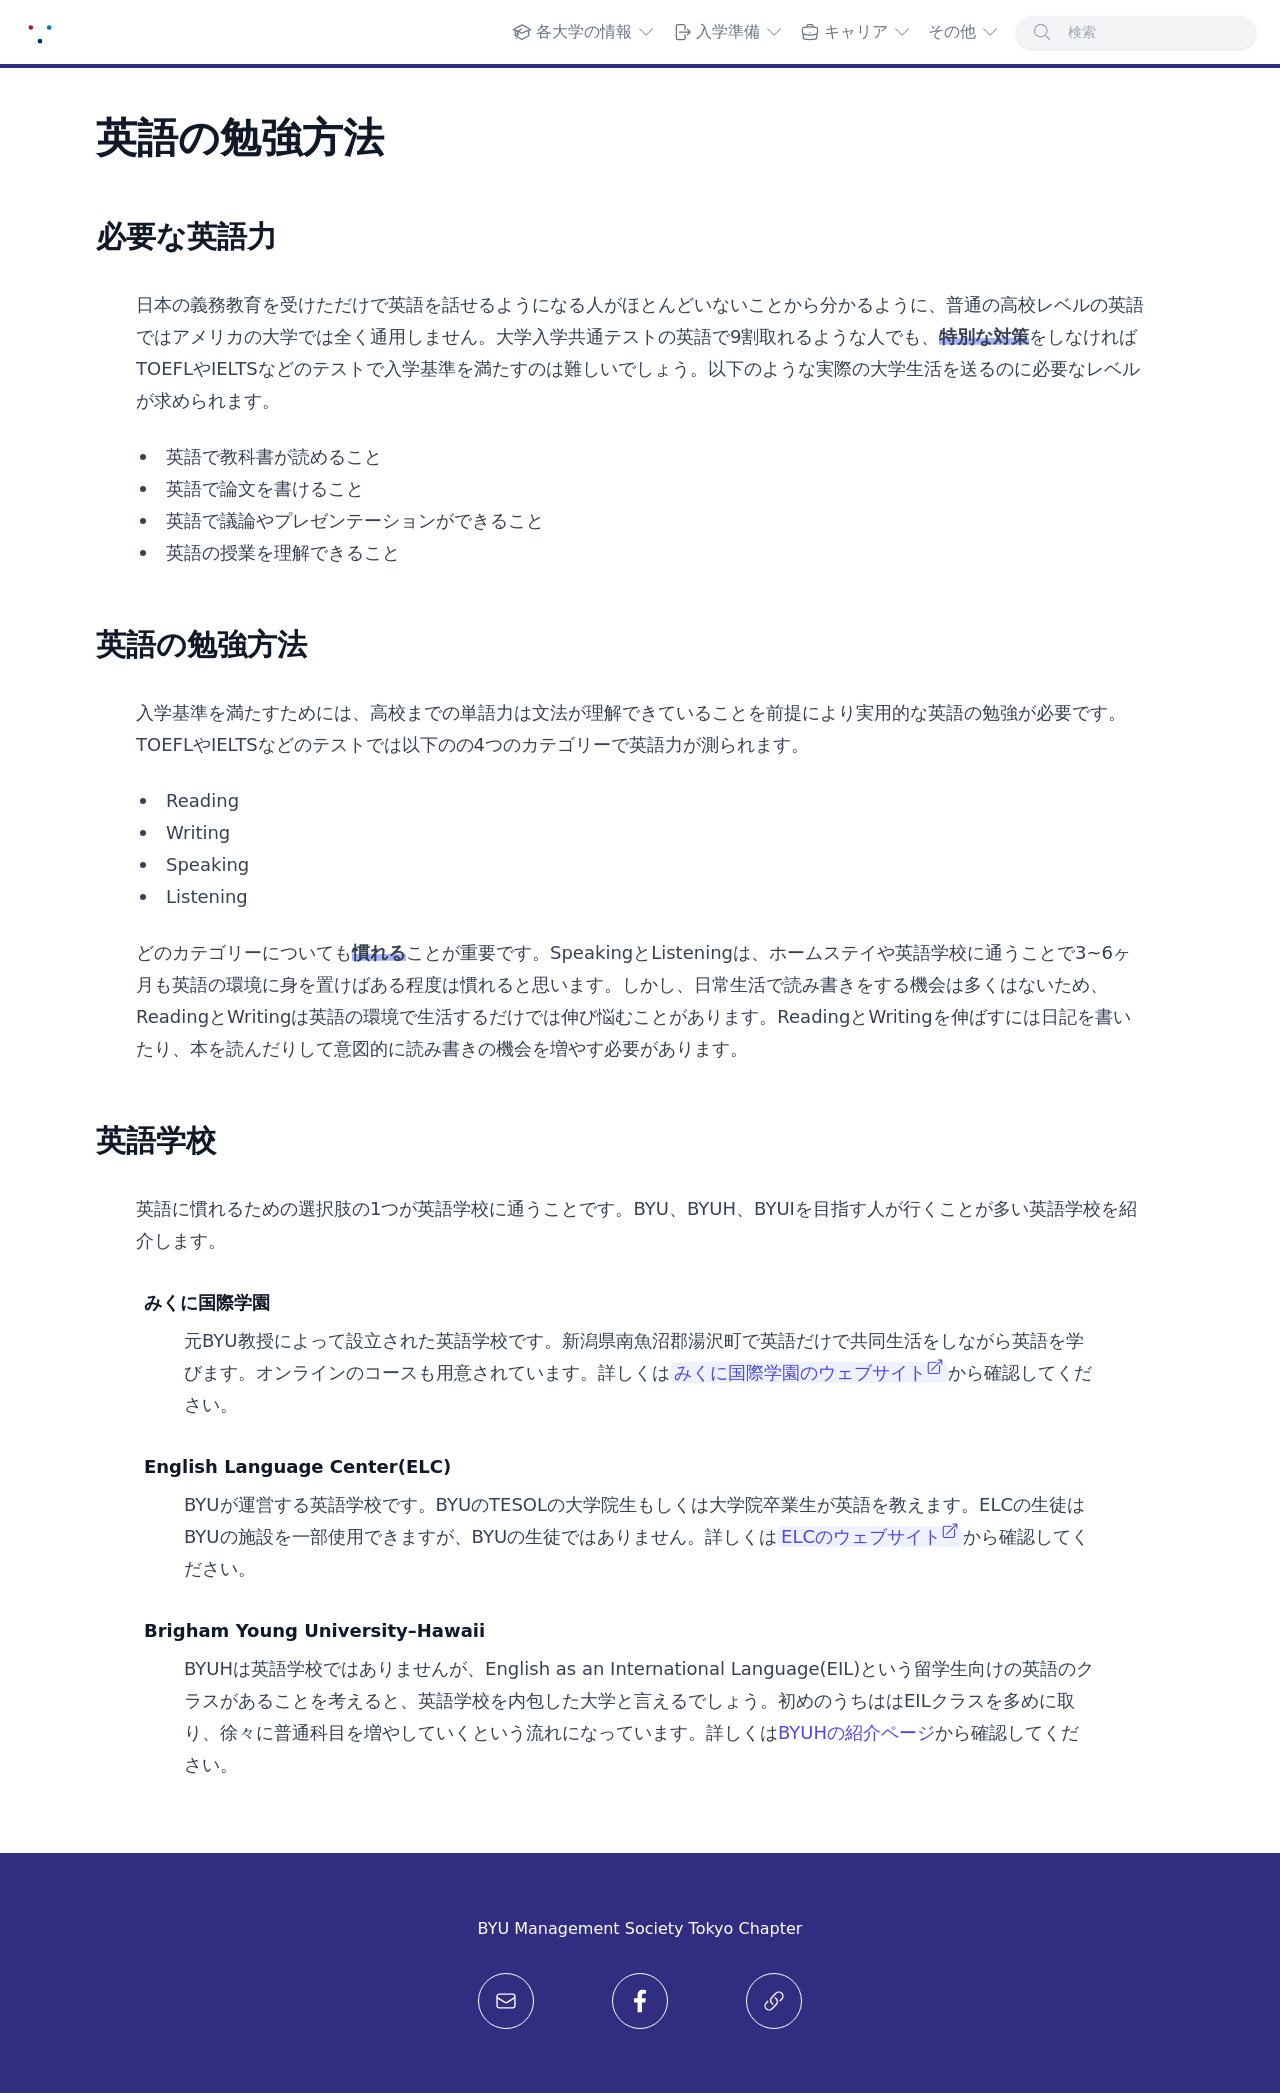 各大学の情報 入学準備 キャリア その他 検索
英語の勉強方法
必要な英語力
日本の義務教育を受けただけで英語を話せるようになる人がほとんどいないことから分かるように、普通の高校レベルの英語
ではアメリカの大学では全く通用しません。大学入学共通テストの英語で9割取れるような人でも、特別な対策をしなければ
TOEFLやIELTSなどのテストで入学基準を満たすのは難しいでしょう。以下のような実際の大学生活を送るのに必要なレベル
が求められます。
• 英語で教科書が読めること
• 英語で論文を書けること
• 英語で議論やプレゼンテーションができること
• 英語の授業を理解できること
英語の勉強方法
入学基準を満たすためには、高校までの単語力は文法が理解できていることを前提により実用的な英語の勉強が必要です。
TOEFLやIELTSなどのテストでは以下のの4つのカテゴリーで英語力が測られます。
• Reading
• Writing
• Speaking
• Listening
どのカテゴリーについても慣れることが重要です。SpeakingとListeningは、ホームステイや英語学校に通うことで3~6ヶ
月も英語の環境に身を置けばある程度は慣れると思います。しかし、日常生活で読み書きをする機会は多くはないため、
ReadingとWritingは英語の環境で生活するだけでは伸び悩むことがあります。ReadingとWritingを伸ばすには日記を書い
たり、本を読んだりして意図的に読み書きの機会を増やす必要があります。
英語学校
英語に慣れるための選択肢の1つが英語学校に通うことです。BYU、BYUH、BYUIを目指す人が行くことが多い英語学校を紹
介します。
みくに国際学園
元BYU教授によって設立された英語学校です。新潟県南魚沼郡湯沢町で英語だけで共同生活をしながら英語を学
びます。オンラインのコースも用意されています。詳しくはみくに国際学園のウェブサイトから確認してくだ
さい。
English Language Center(ELC)
BYUが運営する英語学校です。BYUのTESOLの大学院生もしくは大学院卒業生が英語を教えます。ELCの生徒は
BYUの施設を一部使用できますが、BYUの生徒ではありません。詳しくはELCのウェブサイトから確認してく
ださい。
Brigham Young University–Hawaii
BYUHは英語学校ではありませんが、English as an International Language(EIL)という留学生向けの英語のク
ラスがあることを考えると、英語学校を内包した大学と言えるでしょう。初めのうちははEILクラスを多めに取
り、徐々に普通科目を増やしていくという流れになっています。詳しくはBYUHの紹介ページから確認してくだ
さい。
BYU Management Society Tokyo Chapter